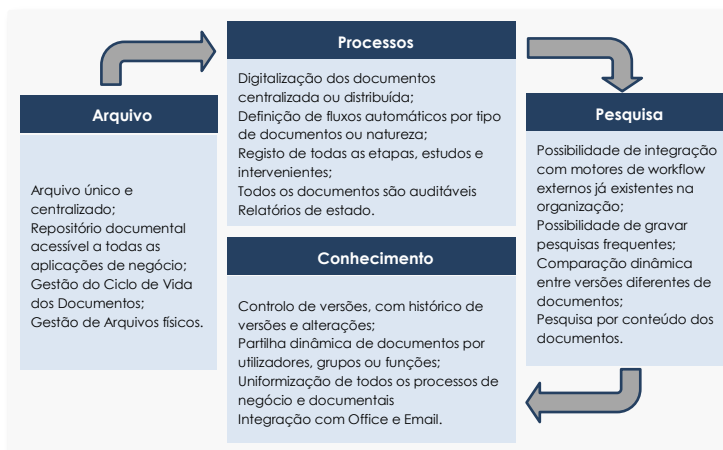 Arquivo
Arquivo único e
centralizado;
Repositório documental
acessível a todas as
aplicações de negócio;
Gestão do Ciclo de Vida
dos Documentos;
Gestão de Arquivos físicos.
Processos
Digitalização dos documentos
centralizada ou distribuída;
Definição de fluxos automáticos por tipo
de documentos ou natureza;
Registo de todas as etapas, estudos e
intervenientes;
Todos os documentos são auditáveis
Relatórios de estado.
Pesquisa
Possibilidade de integração
com motores de workflow
externos já existentes na
organização;
Possibilidade de gravar
pesquisas frequentes;
Comparação dinâmica
entre versões diferentes de
documentos;
Pesquisa por conteúdo dos
documentos.
Conhecimento
Controlo de versões, com histórico de
versões e alterações;
Partilha dinâmica de documentos por
utilizadores, grupos ou funções;
Uniformização de todos os processos de
negócio e documentais
Integração com Office e Email.